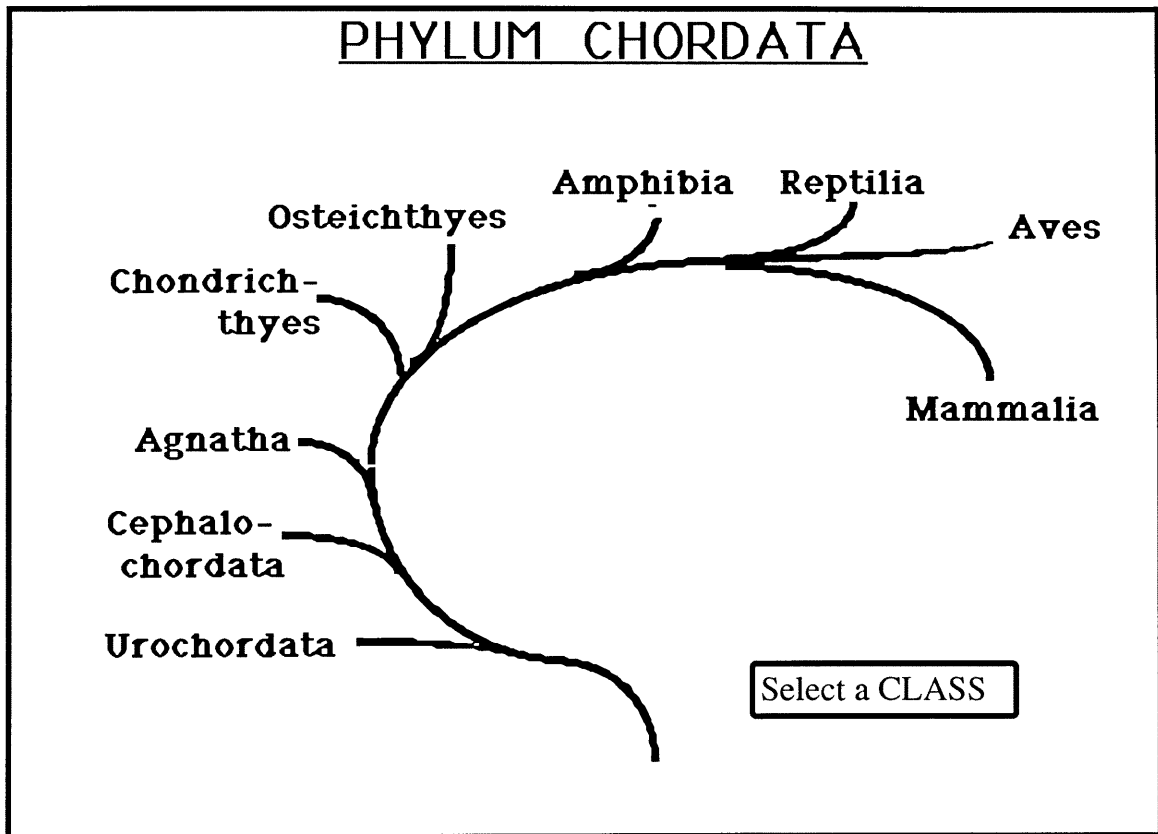 PHYLUM CHORDATA
Amphibia
Reptilia
Osteichthyes
Aves
Chondrich-
thyes
Mammalia
Agnatha
Cephalo-
chordata
Urochordata
Select a CLASS